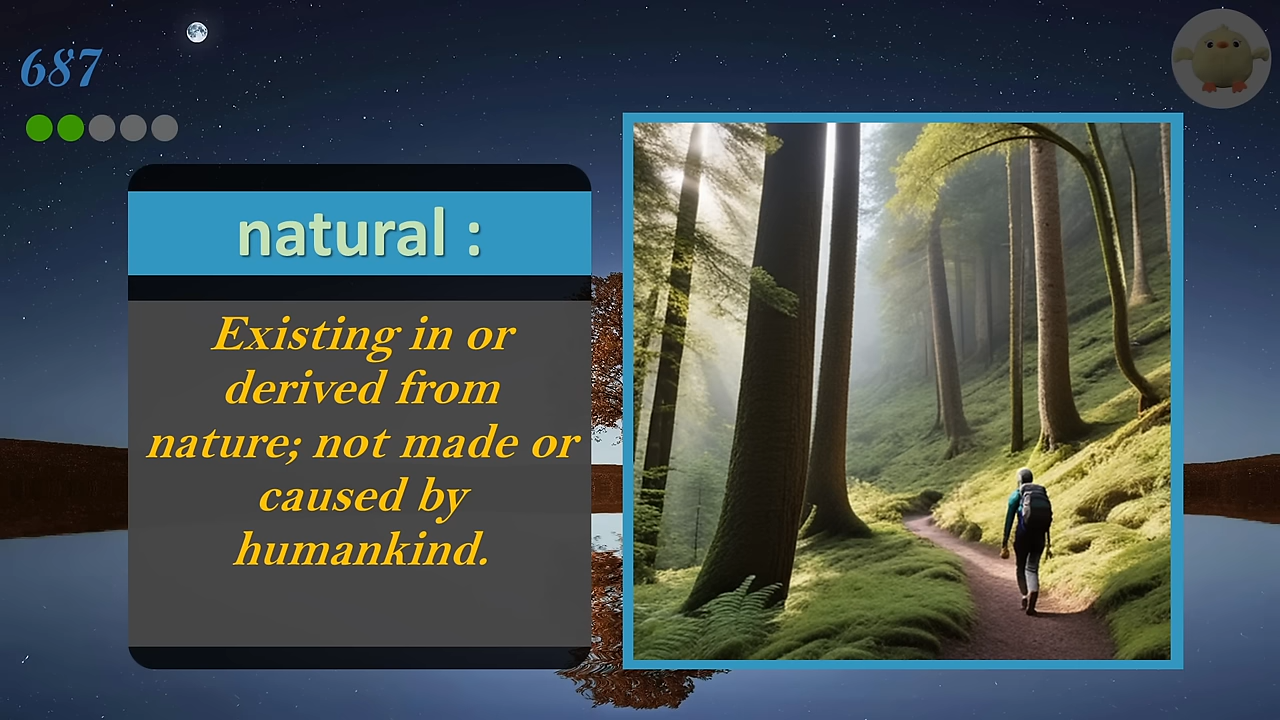 687
natural :
Existing in or
derived from
nature; not made or
caused by
humankind.